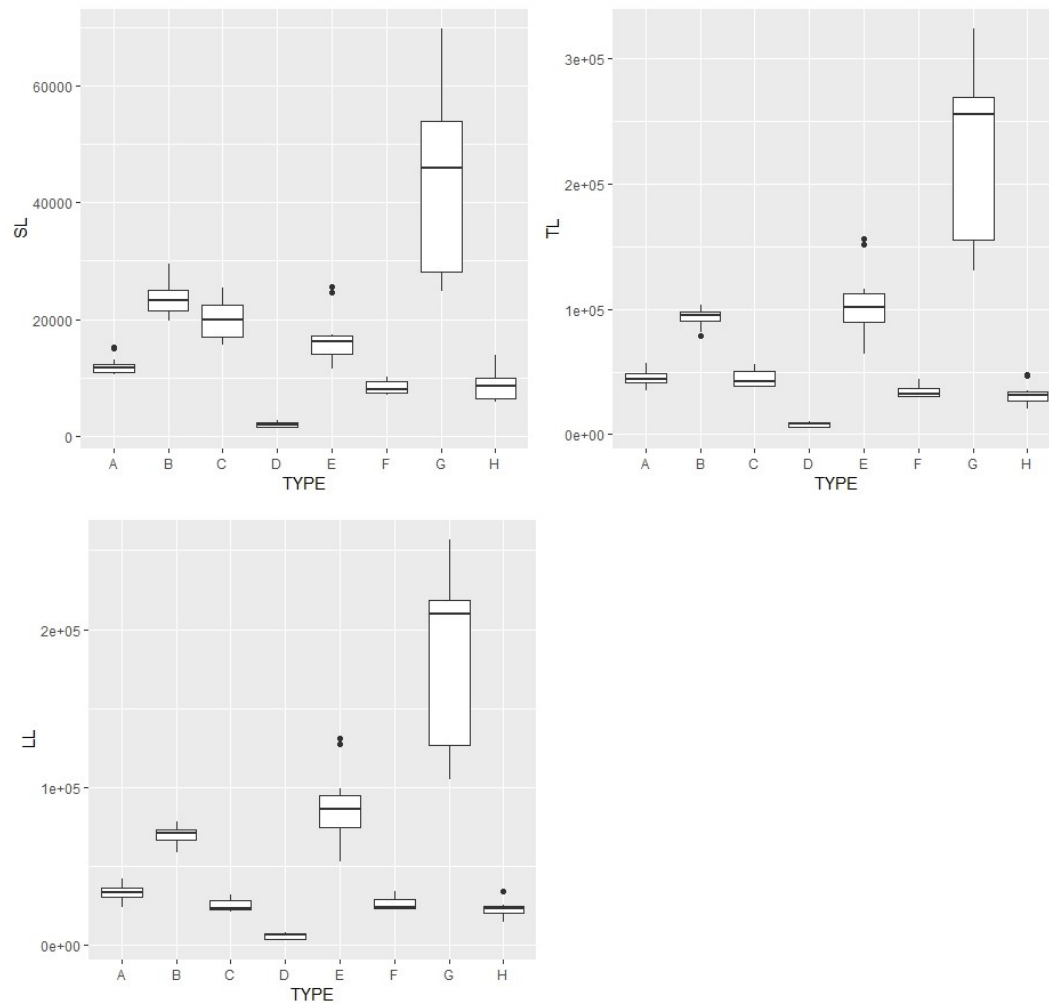 SL
60000
40000
20000
0
A B C D E F G H
TYPE
TL
3e+05
2e+05
1e+05
0e+00
A B C D E F G H
TYPE
LL
2e+05
1e+05
0e+00
A B C D E F G H
TYPE